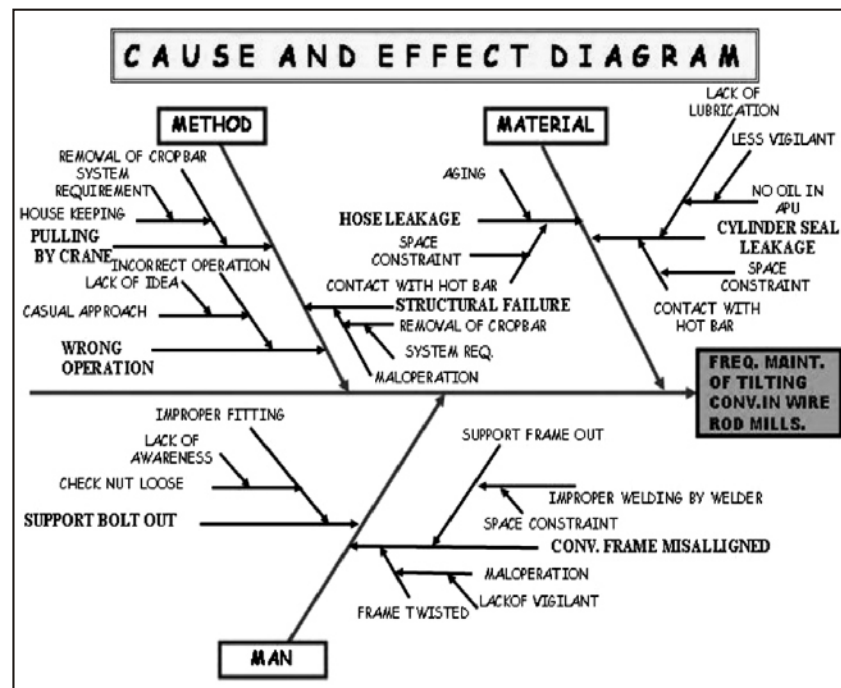 CAUSE AND EFFECT DIAGRAM
METHOD
MATERIAL
LACK OF
LUBRICATION
LESS VIGILANT
REMOVAL OF CROPBAR
SYSTEM
REQUIREMENT
HOUSE KEEPING
PULLING
BY CRANE
AGING
HOSE LEAKAGE
SPACE
CONSTRAINT
CONTACT WITH HOT BAR
NO OIL IN
APU
CYLINDER SEAL
LEAKAGE
SPACE
CONSTRAINT
CONTACT WITH
HOT BAR
INCORRECT OPERATION
LACK OF IDEA
CASUAL APPROACH
WRONG
OPERATION
STRUCTURAL FAILURE
REMOVAL OF CROPBAR
SYSTEM REQ.
MALOPERATION
FREQ. MAINT.
OF TILTING
CONV.IN WIRE
ROD MILLS.
IMPROPER FITTING
LACK OF
AWARENESS
CHECK NUT LOOSE
SUPPORT BOLT OUT
SUPPORT FRAME OUT
IMPROPER WELDING BY WELDER
SPACE CONSTRAINT
CONV. FRAME MISALLIGNED
MALOPERATION
LACKOF VIGILANT
FRAME TWISTED
MAN